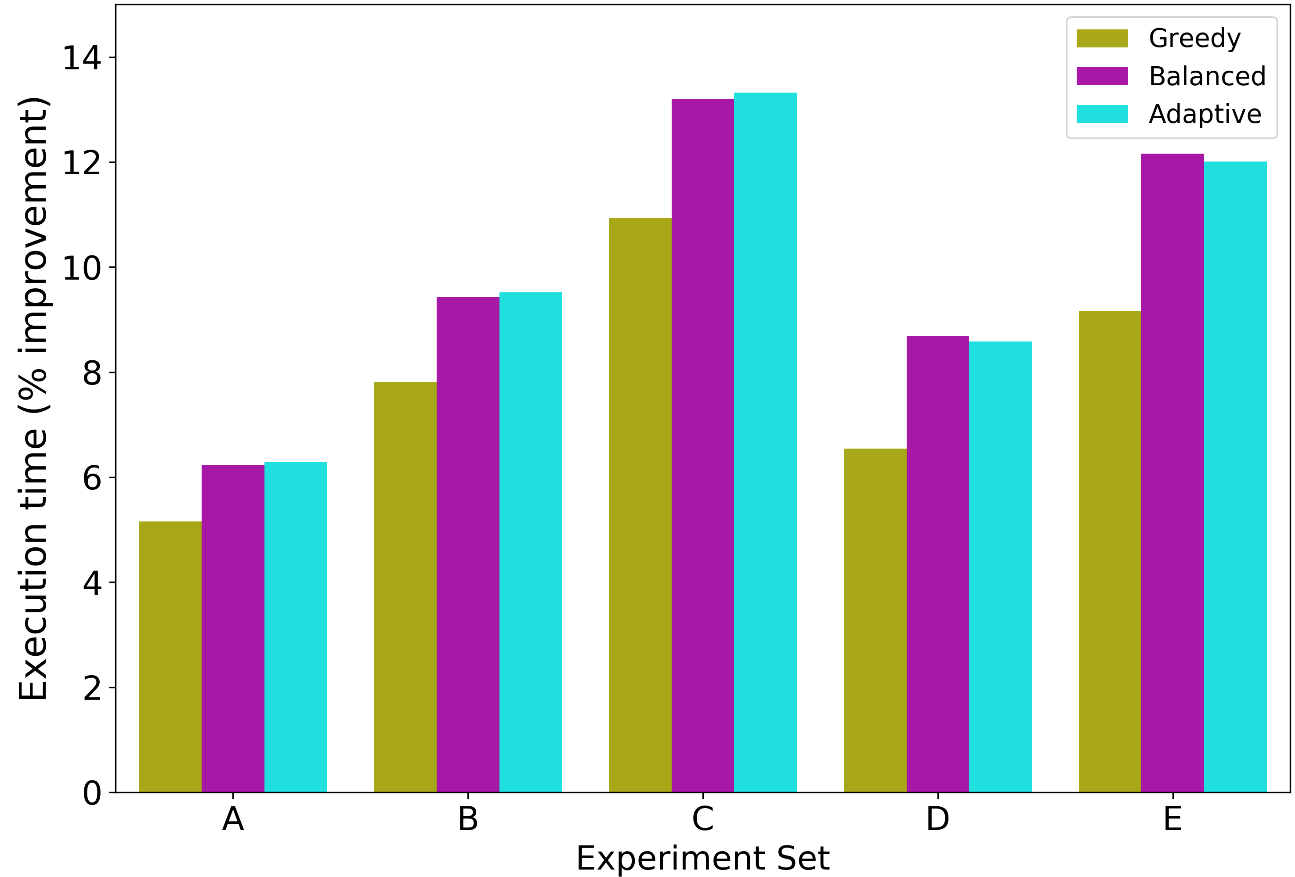 Execution time (% improvement)
14
12
10
8
6
4
2
0
Greedy
Balanced
Adaptive
A
B
C
D
E
Experiment Set